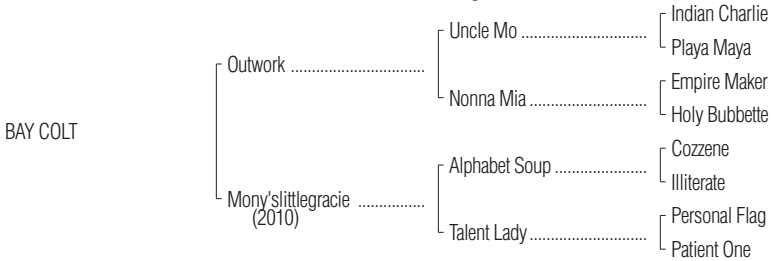 Indian Charlie
Uncle Mo ................................
Playa Maya
Outwork ................................
Empire Maker
Nonna Mia ..............................
Holy Bubbette
BAY COLT
Cozzene
Alphabet Soup .......................
Illiterate
Mony'slittlegracie ................
(2010)
Personal Flag
Talent Lady .............................
Patient One